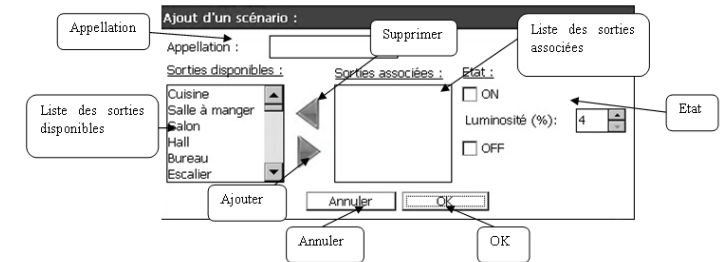 Ajout d'un scénario :
Appellation
Supprimer
Liste des sorties
associées
Appellation :
Sorties disponibles :
Sorties associées :
Etat :
Liste des sorties
disponibles
Cuisine
Salle à manger
Salon
Hall
Bureau
Escalier
ON
Luminosité (%):
4
OFF
Etat
Ajouter
Annuler
OK
Annuler
OK